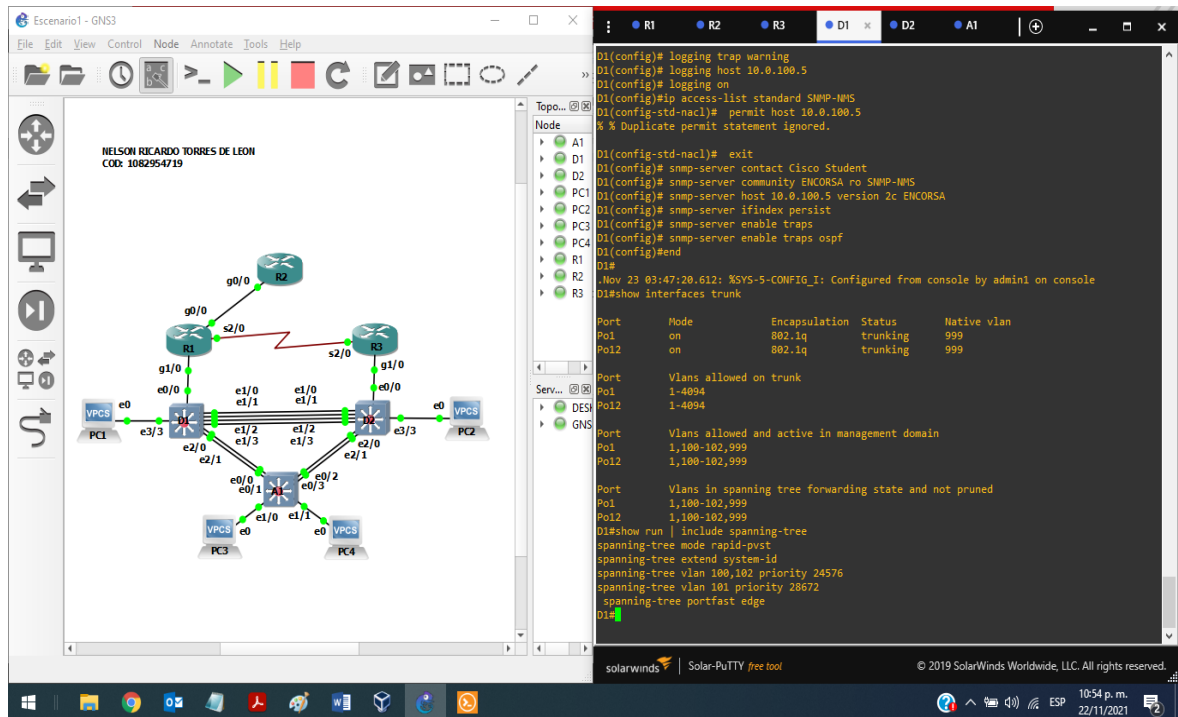 Escenario1 - GNS3
File Edit View Control Node Annotate Tools Help
NELSON RICARDO TORRES DE LEON
COD: 1082954719
g0/0
R2
g0/0
s2/0
R1
s2/0
R3
g1/0
g1/0
e0/0
e1/0
e1/0
e0/0
e1/1
e1/1
VPCS
e0
D1
D2
e0
VPCS
PC1
e3/3
e1/2
e1/2
e3/3
PC2
e1/3
e1/3
e2/0
e2/0
e2/1
e2/1
e0/0
e0/2
e0/1
A1
e0/3
e1/0
e1/1
VPCS
e0
e0
VPCS
PC3
PC4
Topo...
Node
A1
D1
D2
PC1
PC2
PC3
PC4
R1
R2
R3
Serv...
DESI
GNS
R1
R2
R3
D1
D2
A1
D1(config)# logging trap warning
D1(config)# logging host 10.0.100.5
D1(config)# logging on
D1(config)#ip access-list standard SNMP-NMS
D1(config-std-nacl)#  permit host 10.0.100.5
% % Duplicate permit statement ignored.
D1(config-std-nacl)#  exit
D1(config)# snmp-server contact Cisco Student
D1(config)# snmp-server community ENCORSA ro SNMP-NMS
D1(config)# snmp-server host 10.0.100.5 version 2c ENCORSA
D1(config)# snmp-server ifindex persist
D1(config)# snmp-server enable traps
D1(config)# snmp-server enable traps ospf
D1(config)#end
D1#
.Nov 23 03:47:20.612: %SYS-5-CONFIG_I: Configured from console by admin1 on console
D1#show interfaces trunk
Port Mode Encapsulation Status Native vlan
Po1 on 802.1q trunking 999
Po12 on 802.1q trunking 999
Port Vlans allowed on trunk
Po1 1-4094
Po12 1-4094
Port Vlans allowed and active in management domain
Po1 1,100-102,999
Po12 1,100-102,999
Port Vlans in spanning tree forwarding state and not pruned
Po1 1,100-102,999
Po12 1,100-102,999
D1#show run | include spanning-tree
spanning-tree mode rapid-pvst
spanning-tree extend system-id
spanning-tree vlan 100,102 priority 24576
spanning-tree vlan 101 priority 28672
 spanning-tree portfast edge
D1#
solarwinds Solar-PuTTY free tool © 2019 SolarWinds Worldwide, LLC. All rights reserved.
ESP
10:54 p. m.
22/11/2021
2